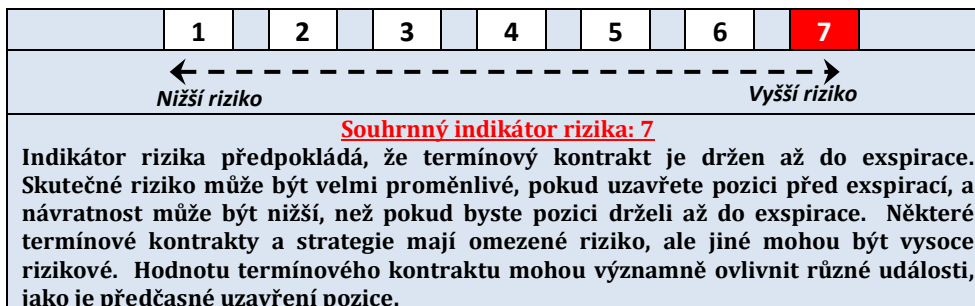 1 2 3 4 5 6 7
Nižší riziko Vyšší riziko
Souhrnný indikátor rizika: 7
Indikátor rizika předpokládá, že termínový kontrakt je držen až do exspirace.
Skutečné riziko může být velmi proměnlivé, pokud uzavřete pozici před exspirací, a
návratnost může být nižší, než pokud byste pozici drželi až do exspirace. Některé
termínové kontrakty a strategie mají omezené riziko, ale jiné mohou být vysoce
rizikové. Hodnotu termínového kontraktu mohou významně ovlivnit různé události,
jako je předčasné uzavření pozice.